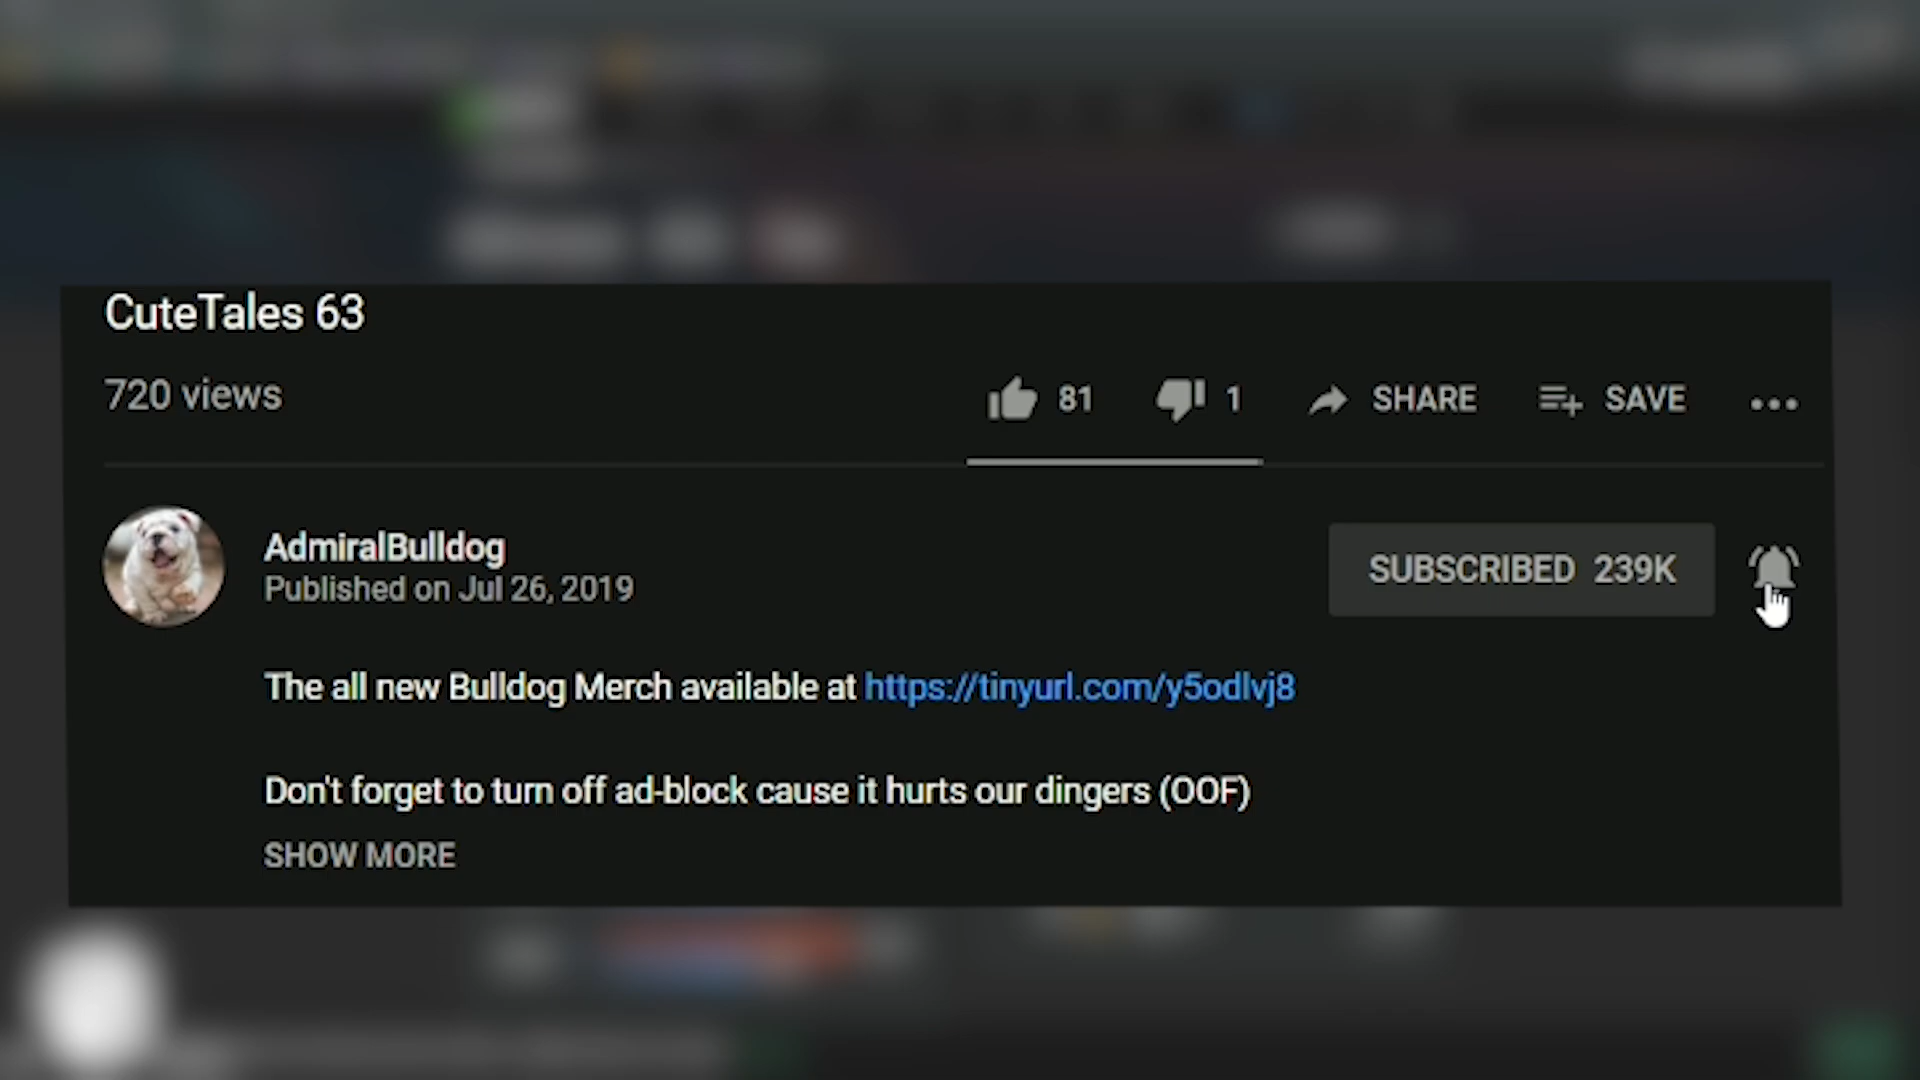 CuteTales 63
720 views
81 1 SHARE SAVE
AdmiralBulldog
Published on Jul 26, 2019
SUBSCRIBED 239K
The all new Bulldog Merch available at https://tinyurl.com/y5odlvj8
Don't forget to turn off ad-block cause it hurts our dingers (OOF)
SHOW MORE